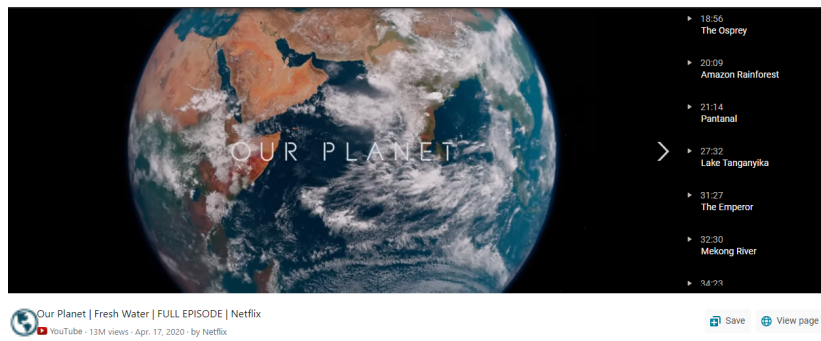 OUR PLANET
18:56
The Osprey
20:09
Amazon Rainforest
21:14
Pantanal
27:32
Lake Tanganyika
31:27
The Emperor
32:30
Mekong River
34:23
Our Planet | Fresh Water | FULL EPISODE | Netflix
YouTube · 13M views · Apr. 17, 2020 · by Netflix
Save
View page